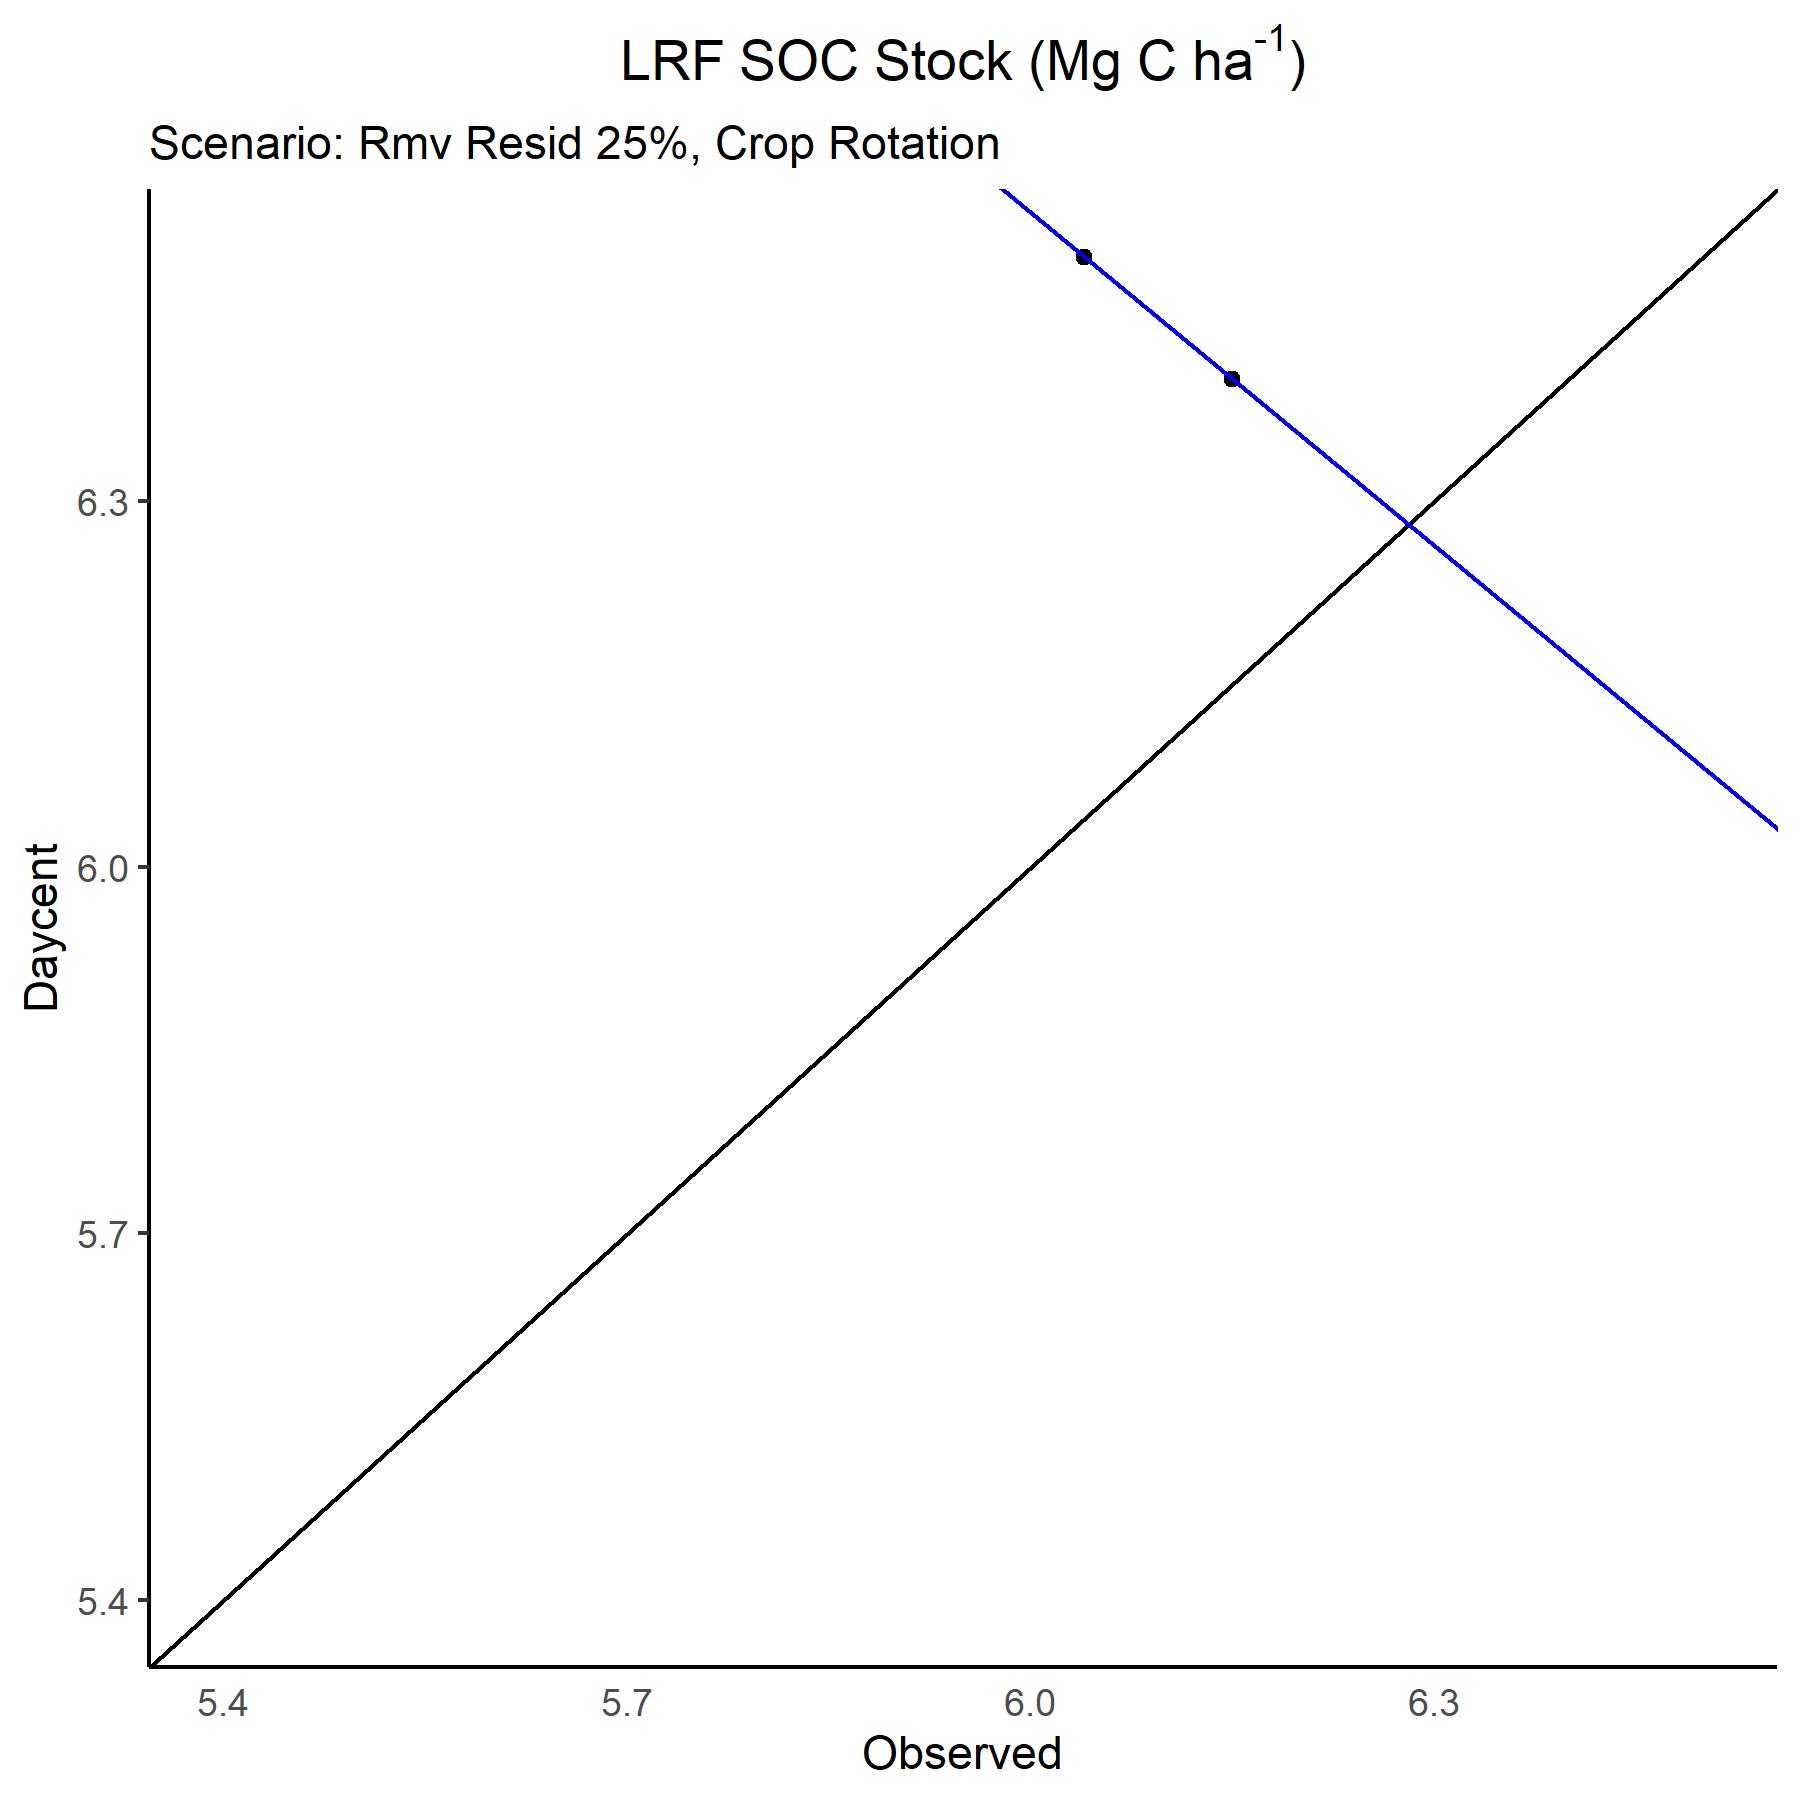 LRF SOC Stock (Mg C ha⁻¹)
Scenario: Rmv Resid 25%, Crop Rotation
Daycent
6.3
6.0
5.7
5.4
5.4 5.7 6.0 6.3
Observed